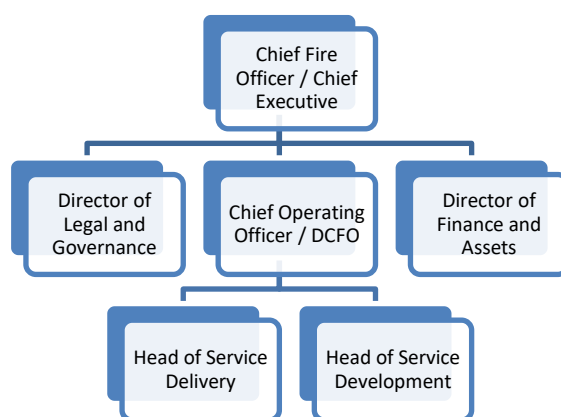 Chief Fire
Officer / Chief
Executive
Director of
Legal and
Governance
Chief Operating
Officer / DCFO
Director of
Finance and
Assets
Head of Service
Delivery
Head of Service
Development